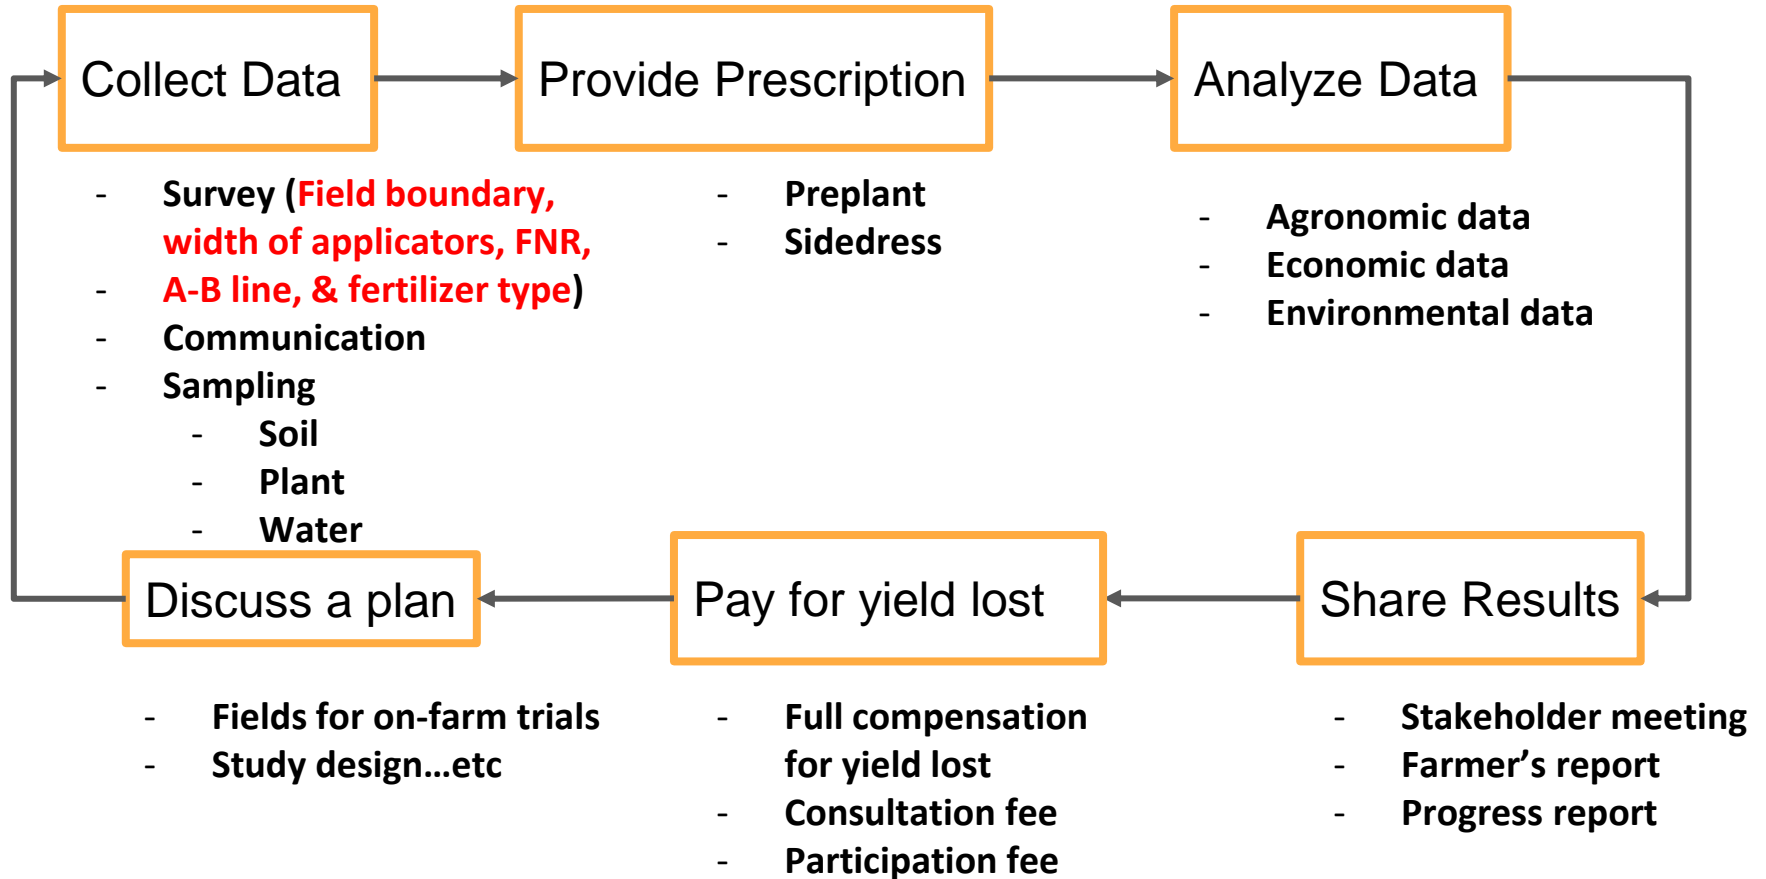 Collect Data
Provide Prescription
Analyze Data
- Survey (Field boundary,
width of applicators, FNR,
- A-B line, & fertilizer type)
- Communication
- Sampling
- Soil
- Plant
- Water
- Preplant
- Sidedress
- Agronomic data
- Economic data
- Environmental data
Discuss a plan
Pay for yield lost
Share Results
- Fields for on-farm trials
- Study design...etc
- Full compensation
for yield lost
- Consultation fee
- Participation fee
- Stakeholder meeting
- Farmer’s report
- Progress report